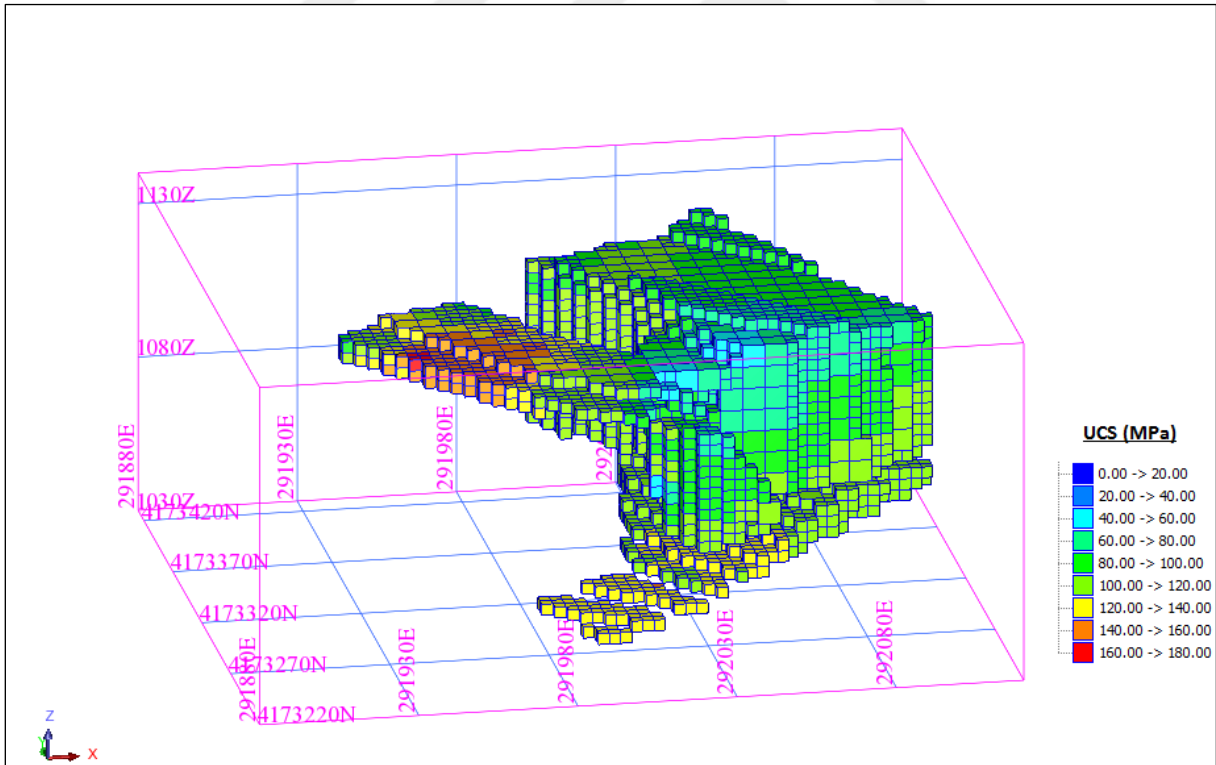 1130Z
1080Z
1030Z
291880E
291930E
291980E
4173420N
4173370N
4173320N
4173270N
4173220N
291930E
291980E
292030E
292080E
UCS (MPa)
0.00 -> 20.00
20.00 -> 40.00
40.00 -> 60.00
60.00 -> 80.00
80.00 -> 100.00
100.00 -> 120.00
120.00 -> 140.00
140.00 -> 160.00
160.00 -> 180.00
Z
X